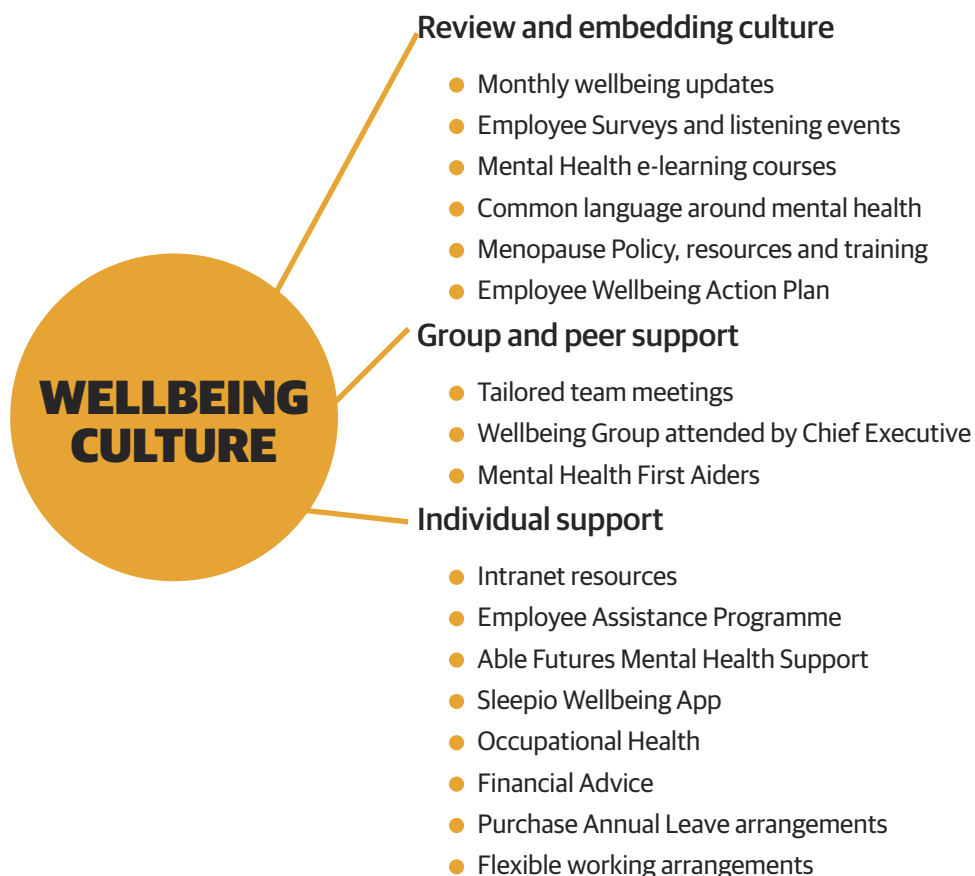 Review and embedding culture
Monthly wellbeing updates
Employee Surveys and listening events
Mental Health e-learning courses
Common language around mental health
Menopause Policy, resources and training
Employee Wellbeing Action Plan
WELLBEING
CULTURE
Group and peer support
Tailored team meetings
Wellbeing Group attended by Chief Executive
Mental Health First Aiders
Individual support
Intranet resources
Employee Assistance Programme
Able Futures Mental Health Support
Sleepio Wellbeing App
Occupational Health
Financial Advice
Purchase Annual Leave arrangements
Flexible working arrangements